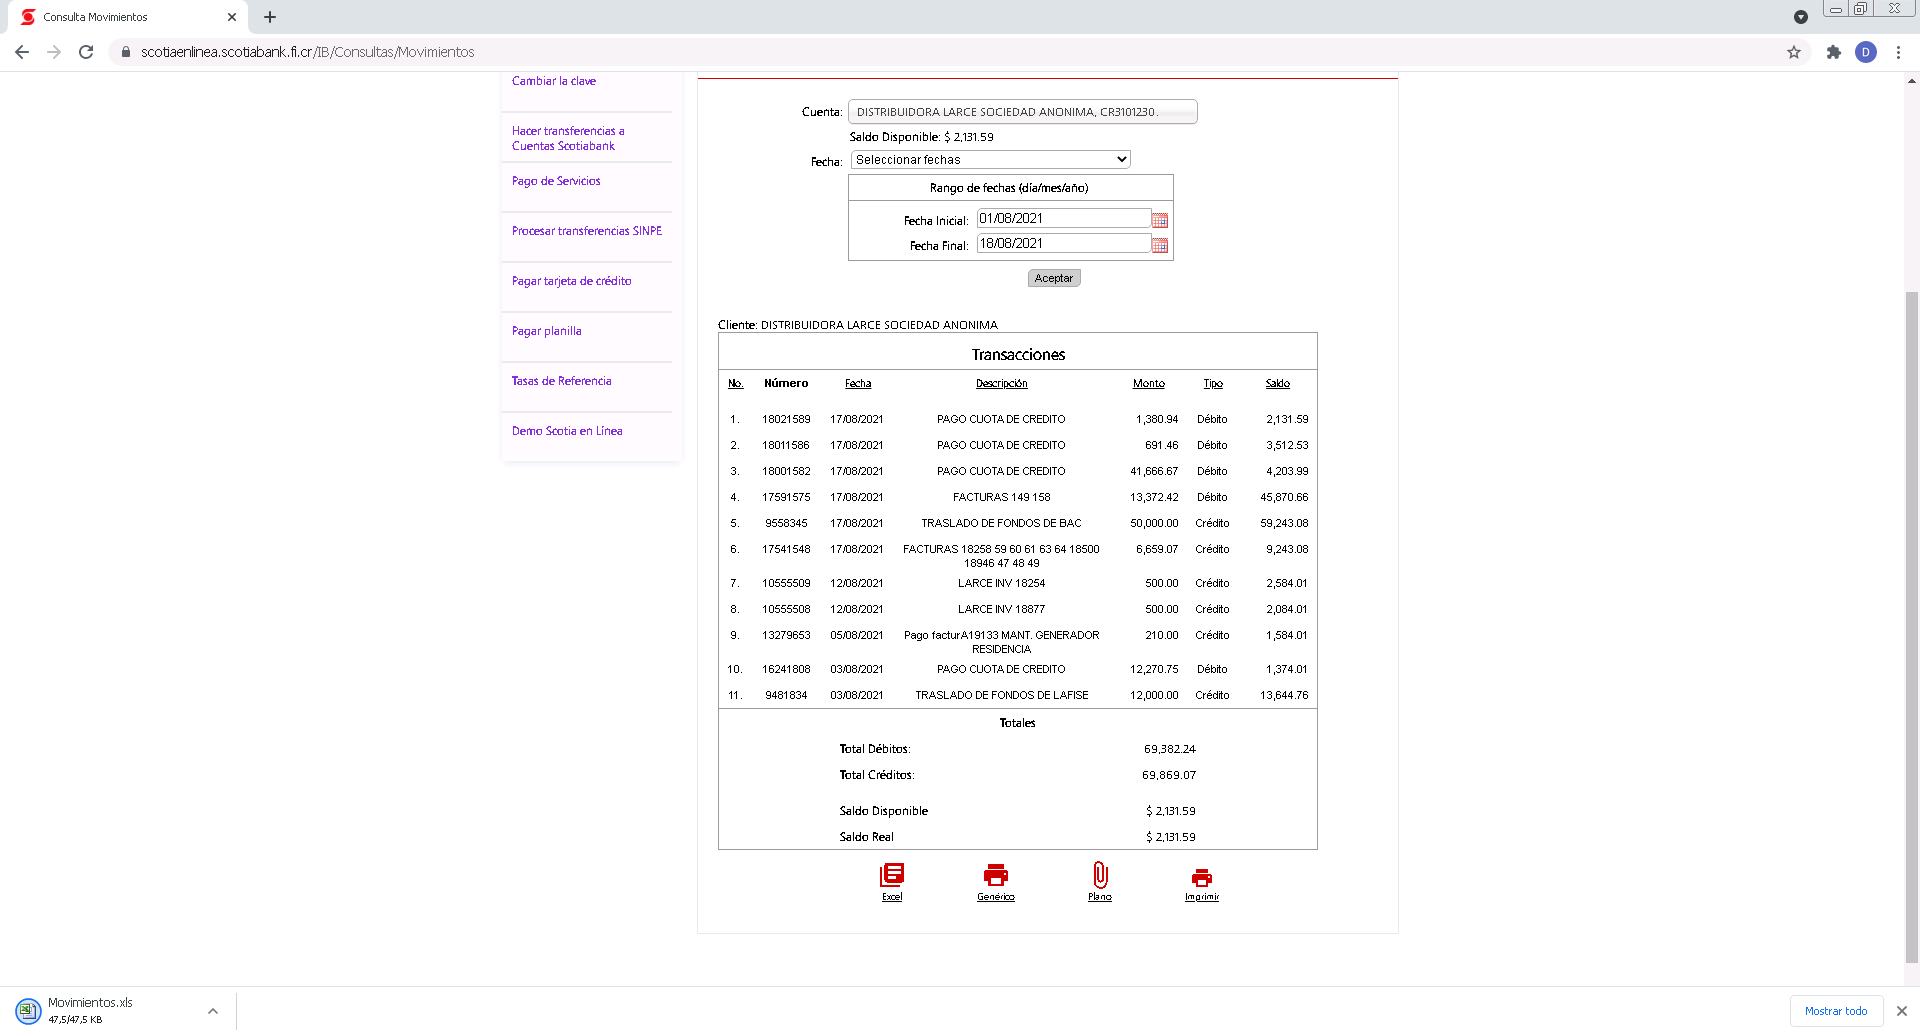 Consulta Movimientos
scotiaenlinea.scotiabank.fi.cr/IB/Consultas/Movimientos
D
Cambiar la clave
Hacer transferencias a
Cuentas Scotiabank
Pago de Servicios
Procesar transferencias SINPE
Pagar tarjeta de crédito
Pagar planilla
Tasas de Referencia
Demo Scotia en Línea
Cuenta: DISTRIBUIDORA LARCE SOCIEDAD ANONIMA, CR3101230.
Saldo Disponible: $ 2,131.59
Fecha: Seleccionar fechas
Rango de fechas (día/mes/año)
Fecha Inicial: 01/08/2021
Fecha Final: 18/08/2021
Aceptar
Cliente: DISTRIBUIDORA LARCE SOCIEDAD ANONIMA
Transacciones
No. Número Fecha Descripción Monto Tipo Saldo
1. 18021589 17/08/2021 PAGO CUOTA DE CREDITO 1,380.94 Débito 2,131.59
2. 18011586 17/08/2021 PAGO CUOTA DE CREDITO 691.46 Débito 3,512.53
3. 18001582 17/08/2021 PAGO CUOTA DE CREDITO 41,666.67 Débito 4,203.99
4. 17591575 17/08/2021 FACTURAS 149 158 13,372.42 Débito 45,870.66
5. 9558345 17/08/2021 TRASLADO DE FONDOS DE BAC 50,000.00 Crédito 59,243.08
6. 17541548 17/08/2021 FACTURAS 18258 59 60 61 63 64 18500 6,659.07 Crédito 9,243.08
18946 47 48 49
7. 10555509 12/08/2021 LARCE INV 18254 500.00 Crédito 2,584.01
8. 10555508 12/08/2021 LARCE INV 18877 500.00 Crédito 2,084.01
9. 13279653 05/08/2021 Pago facturA19133 MANT. GENERADOR 210.00 Crédito 1,584.01
RESIDENCIA
10. 16241808 03/08/2021 PAGO CUOTA DE CREDITO 12,270.75 Débito 1,374.01
11. 9481834 03/08/2021 TRASLADO DE FONDOS DE LAFISE 12,000.00 Crédito 13,644.76
Totales
Total Débitos: 69,382.24
Total Créditos: 69,869.07
Saldo Disponible $ 2,131.59
Saldo Real $ 2,131.59
Excel Genérico Plano Imprimir
Movimientos.xls
47,5/47,5 KB
Mostrar todo